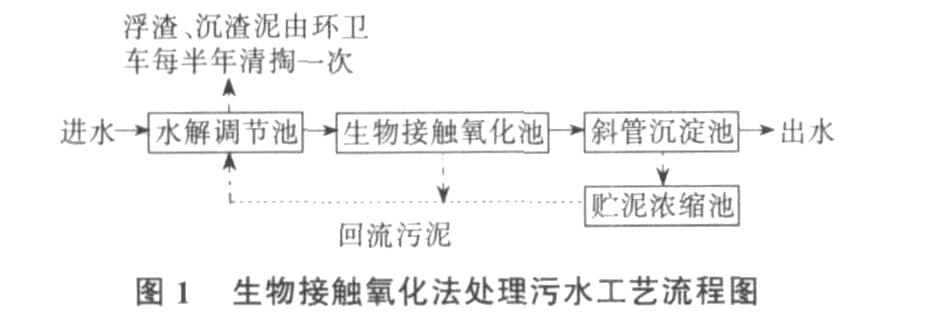 浮渣、沉渣泥由环卫
车每半年清掏一次
进水 水解调节池 生物接触氧化池 斜管沉淀池 出水
贮泥浓缩池
回流污泥
图 1 生物接触氧化法处理污水工艺流程图